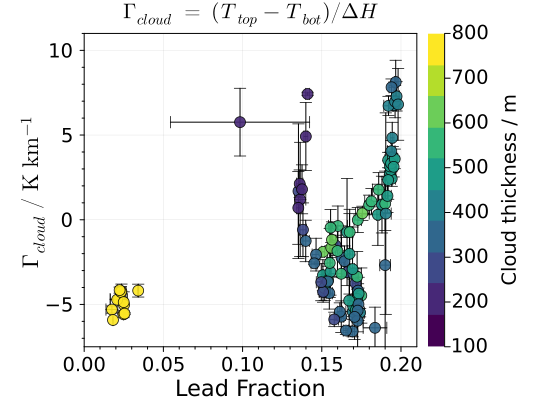 Γcloud = (Ttop − Tbot)/ΔH
10
5
0
−5
Γcloud / K km−1
0.00 0.05 0.10 0.15 0.20
Lead Fraction
800
700
600
500
400
300
200
100
Cloud thickness / m